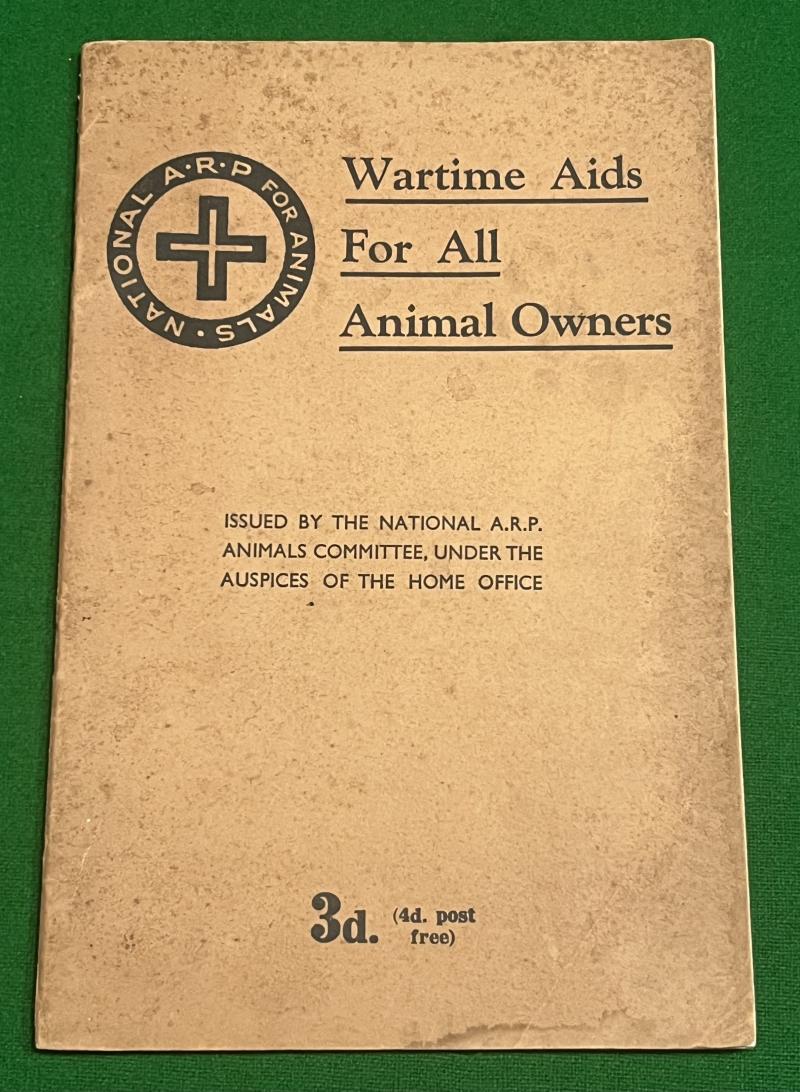 NATIONAL A·R·P FOR ANIMALS ·
Wartime Aids
For All
Animal Owners
ISSUED BY THE NATIONAL A.R.P.
ANIMALS COMMITTEE, UNDER THE
AUSPICES OF THE HOME OFFICE
3d. (4d. post
free)